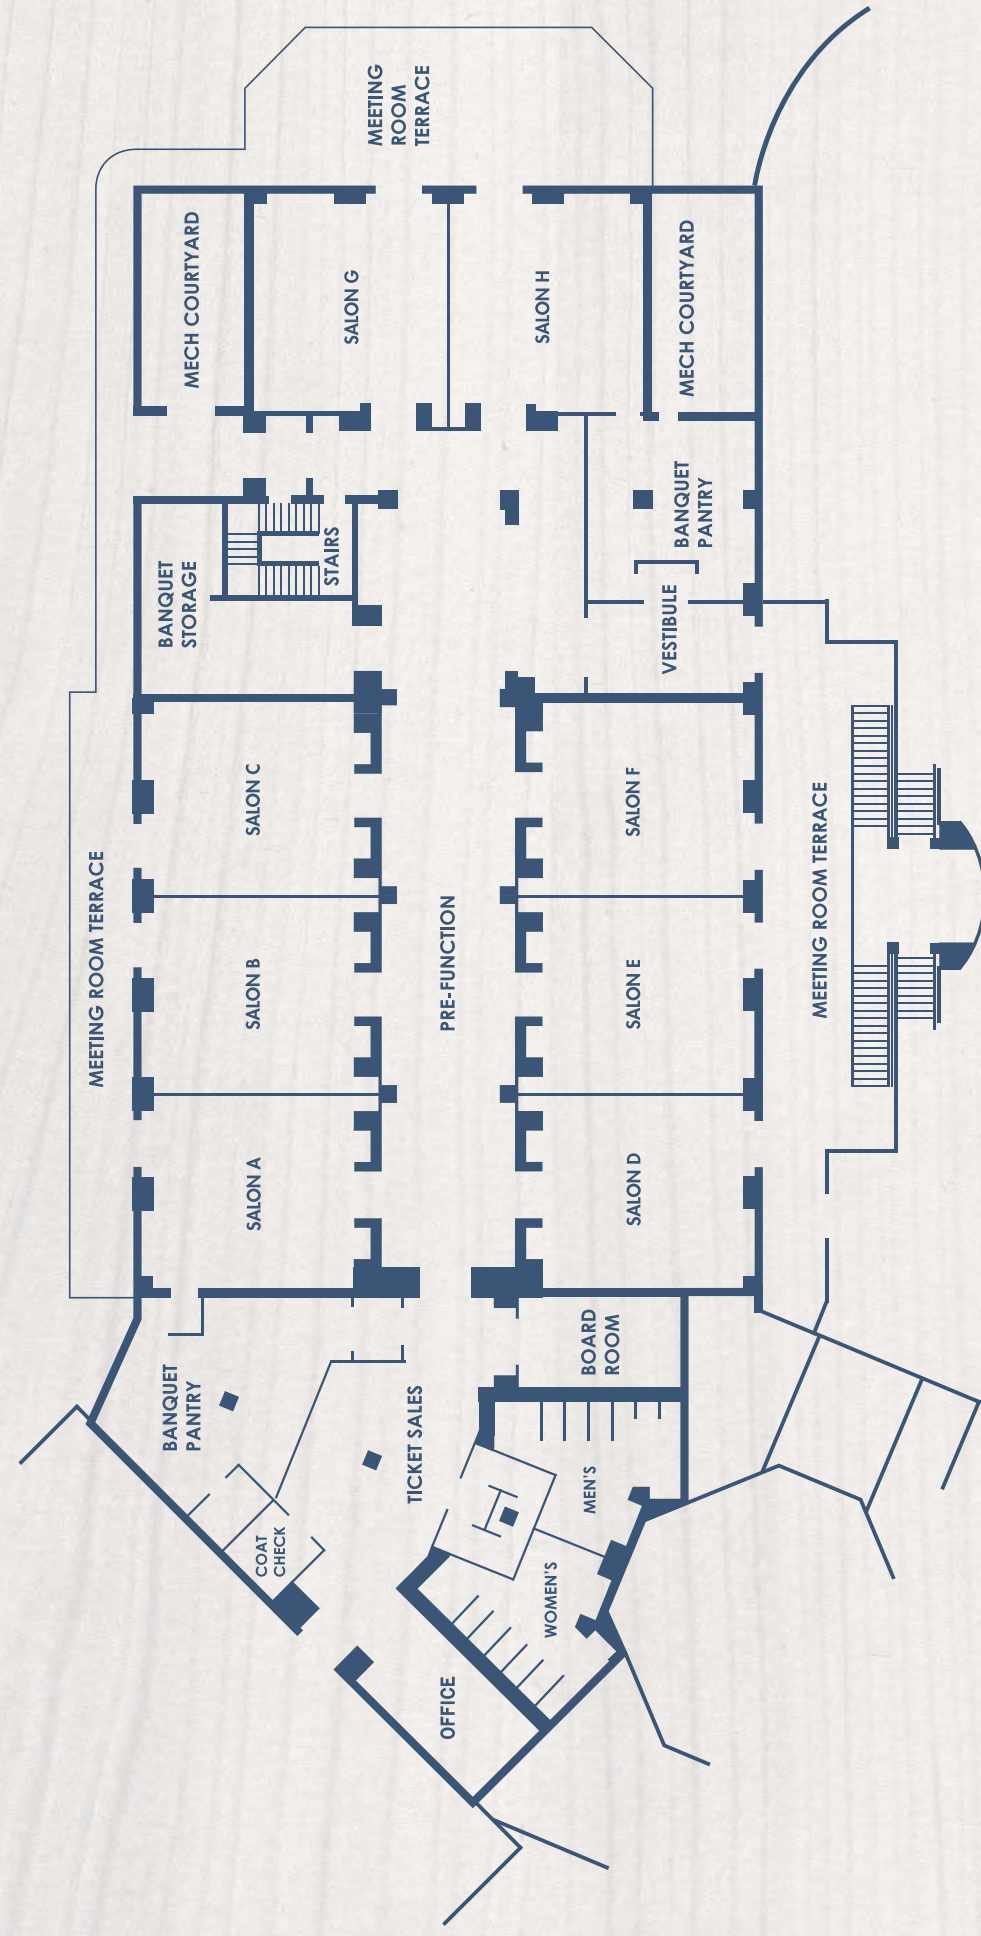 MEETING
ROOM
TERRACE
MECH COURTYARD
SALON G
SALON H
MECH COURTYARD
BANQUET
STORAGE
STAIRS
BANQUET
PANTRY
VESTIBULE
SALON C
SALON F
MEETING ROOM TERRACE
SALON B
PRE-FUNCTION
SALON E
MEETING ROOM TERRACE
SALON A
SALON D
BANQUET
PANTRY
TICKET SALES
BOARD
ROOM
COAT
CHECK
MEN'S
WOMEN'S
OFFICE